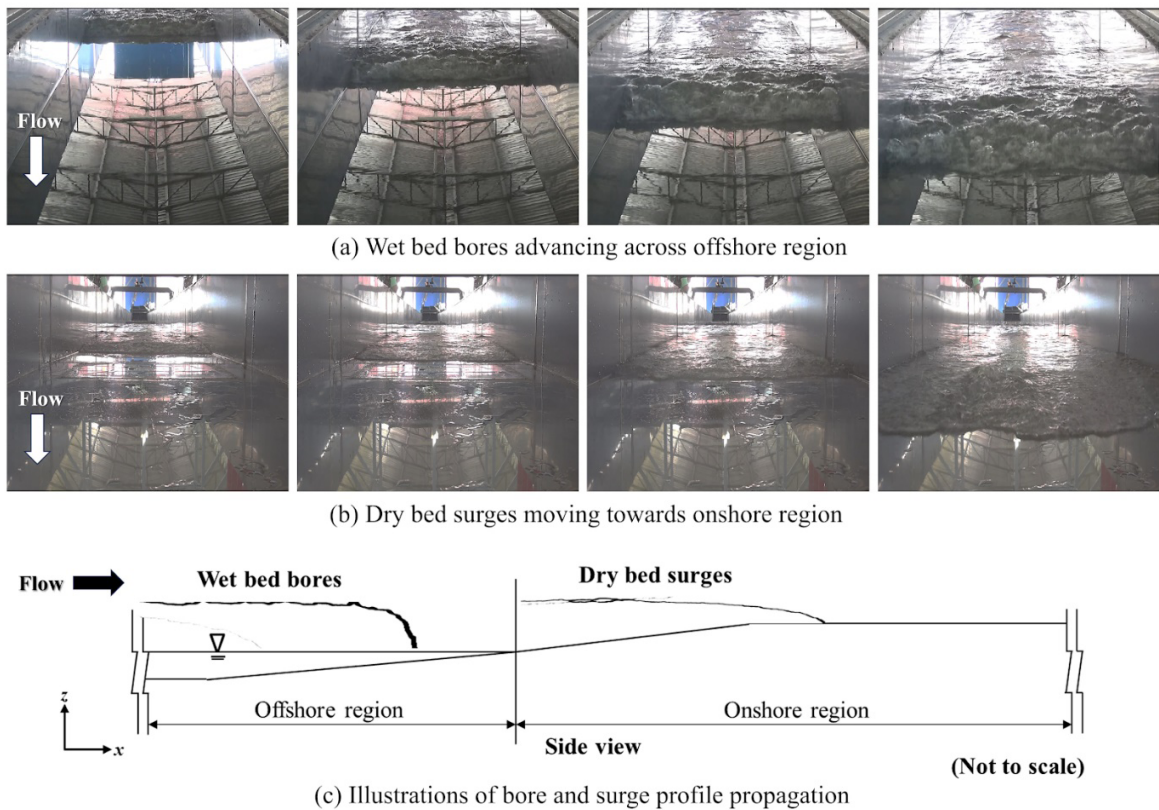 Flow
(a) Wet bed bores advancing across offshore region
Flow
(b) Dry bed surges moving towards onshore region
Flow
Wet bed bores
Dry bed surges
z
x
Offshore region
Onshore region
Side view
(Not to scale)
(c) Illustrations of bore and surge profile propagation